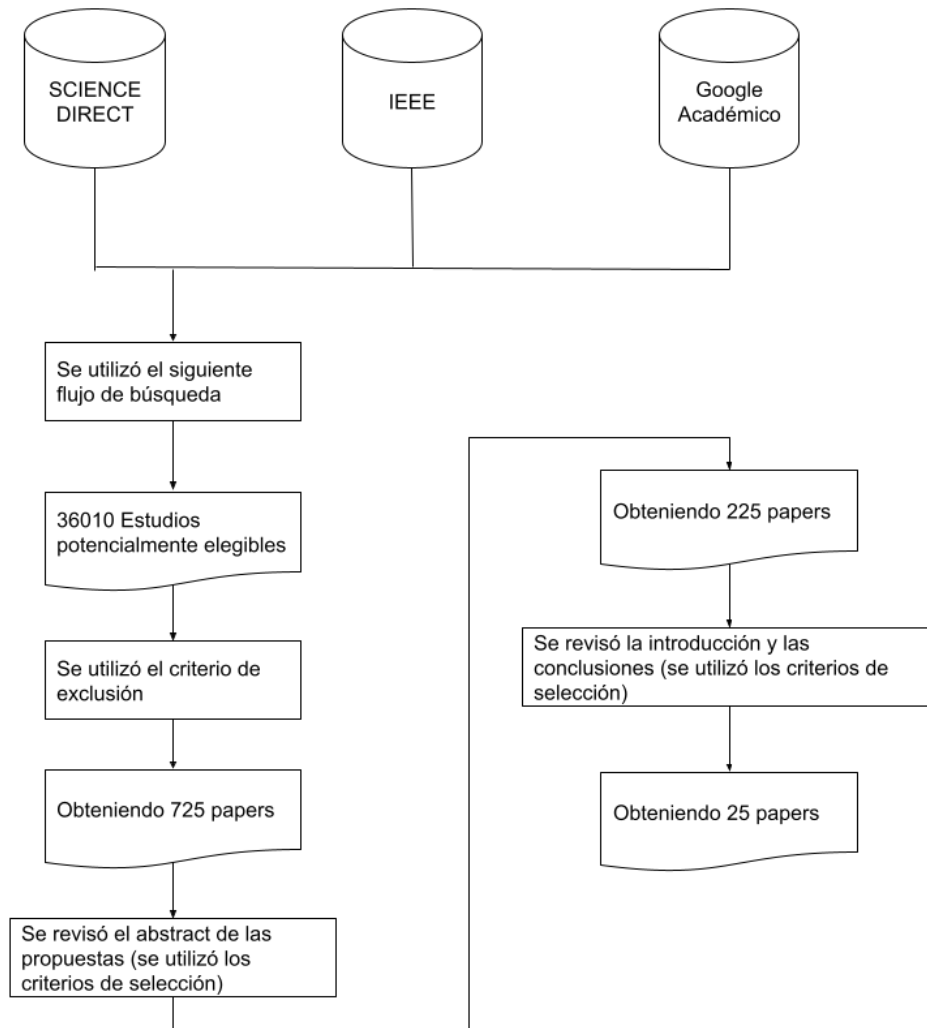 SCIENCE
DIRECT
IEEE
Google
Académico
Se utilizó el siguiente
flujo de búsqueda
36010 Estudios
potencialmente elegibles
Se utilizó el criterio de
exclusión
Obteniendo 725 papers
Se revisó el abstract de las
propuestas (se utilizó los
criterios de selección)
Obteniendo 225 papers
Se revisó la introducción y las
conclusiones (se utilizó los criterios de
selección)
Obteniendo 25 papers